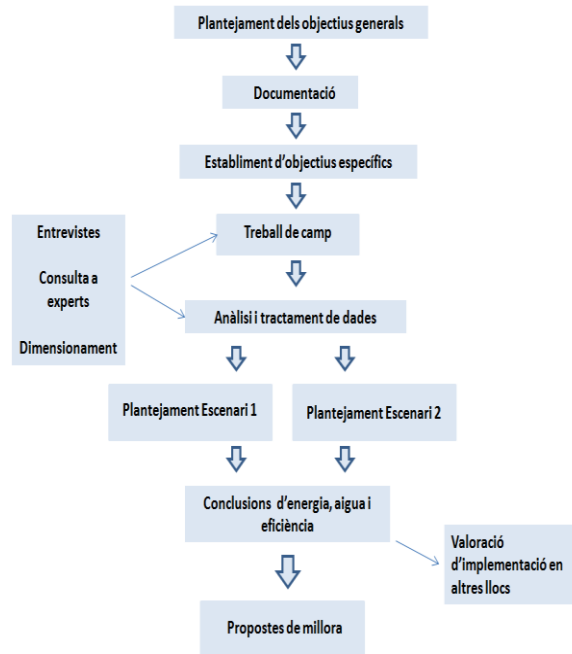 Plantejament dels objectius generals
Documentació
Establiment d'objectius específics
Entrevistes
Consulta a
experts
Dimensionament
Treball de camp
Anàlisi i tractament de dades
Plantejament Escenari 1
Plantejament Escenari 2
Conclusions d'energia, aigua i
eficiència
Valoració
d'implementació en
altres llocs
Propostes de millora